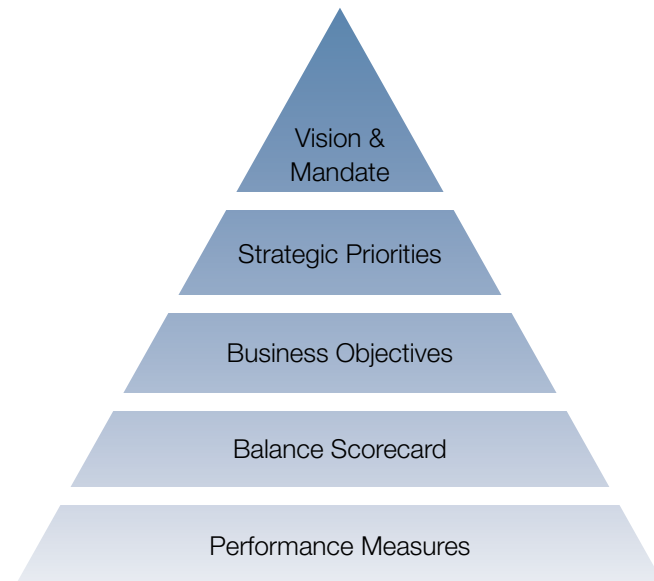 Vision &
Mandate
Strategic Priorities
Business Objectives
Balance Scorecard
Performance Measures